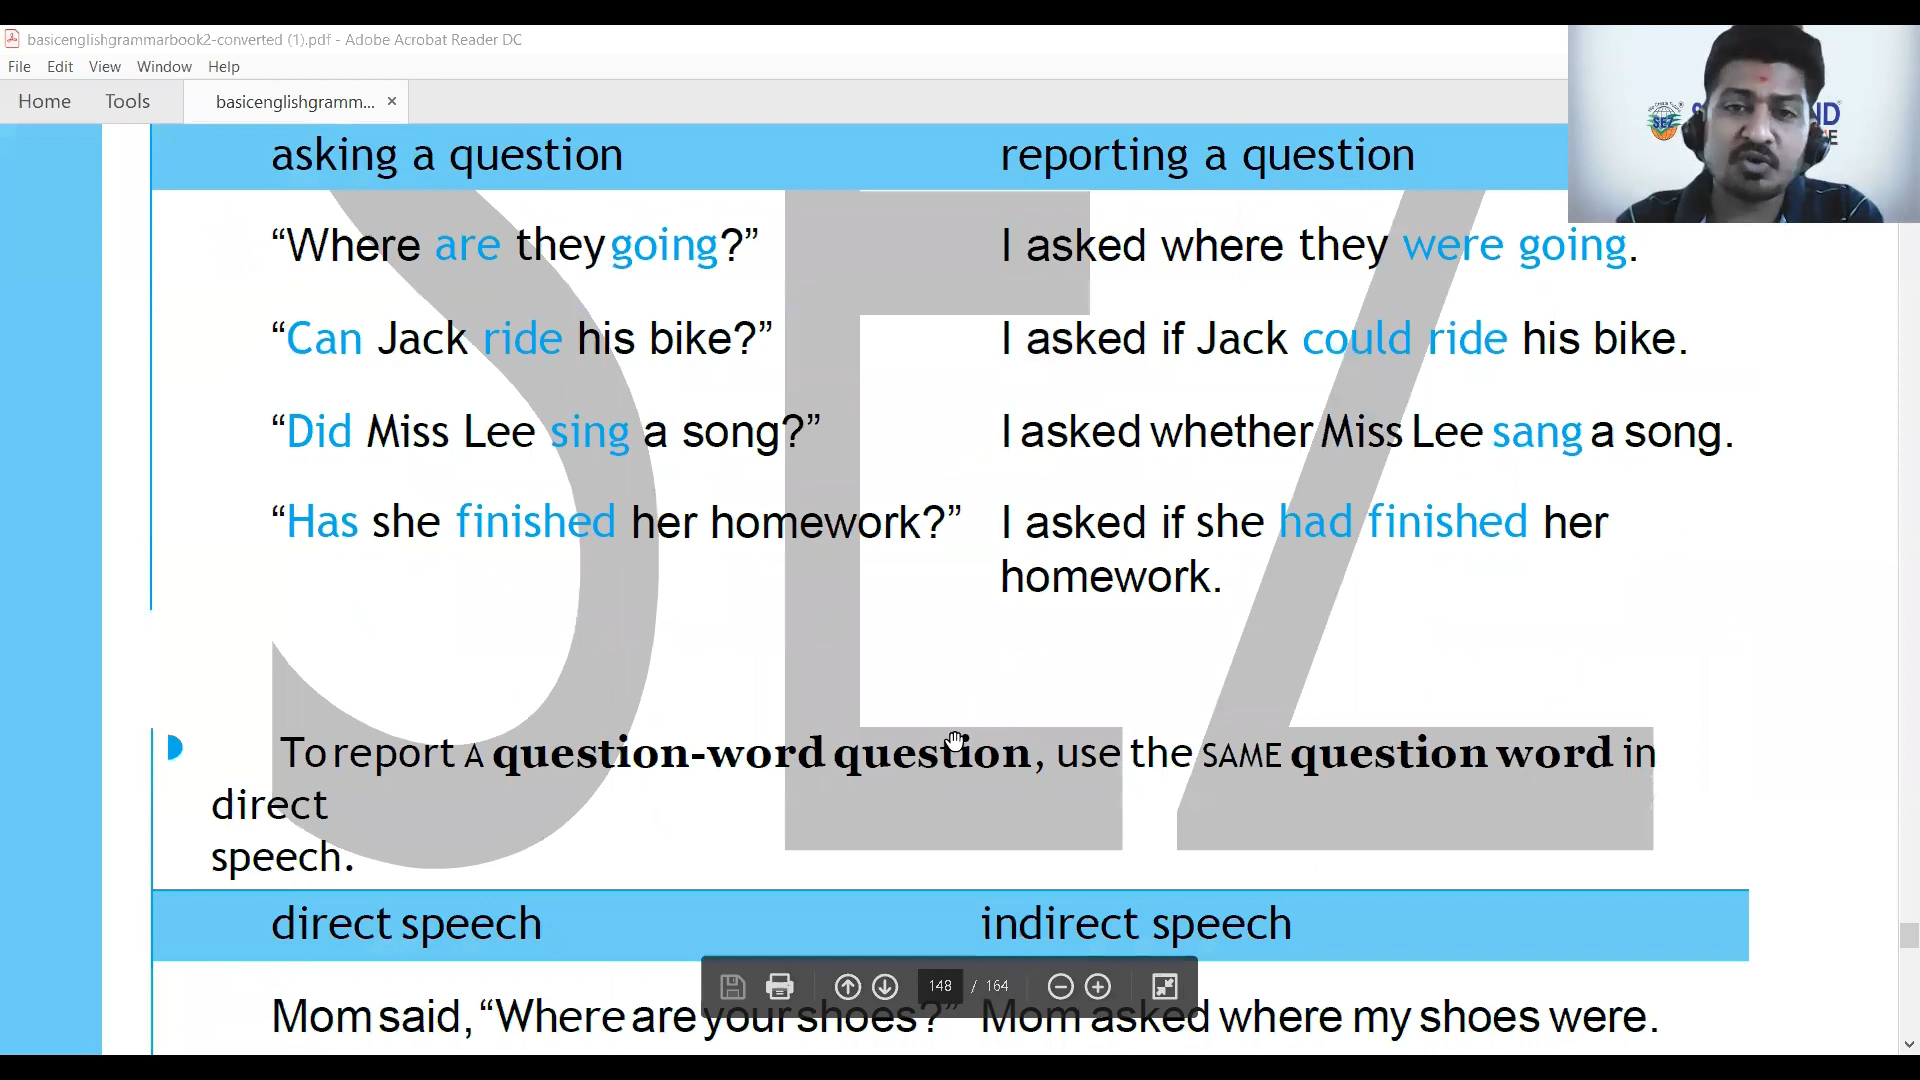 basicenglishgrammarbook2-converted (1).pdf - Adobe Acrobat Reader DC
File Edit View Window Help
Home Tools basicenglishgramm... ×
asking a question reporting a question
“Where are they going?” I asked where they were going.
“Can Jack ride his bike?” I asked if Jack could ride his bike.
“Did Miss Lee sing a song?” I asked whether Miss Lee sang a song.
“Has she finished her homework?” I asked if she had finished her
homework.
To report A question-word question, use the SAME question word in
direct
speech.
direct speech indirect speech
148 / 164
Mom said, “Where are your shoes?” Mom asked where my shoes were.
SEZ
SEZ